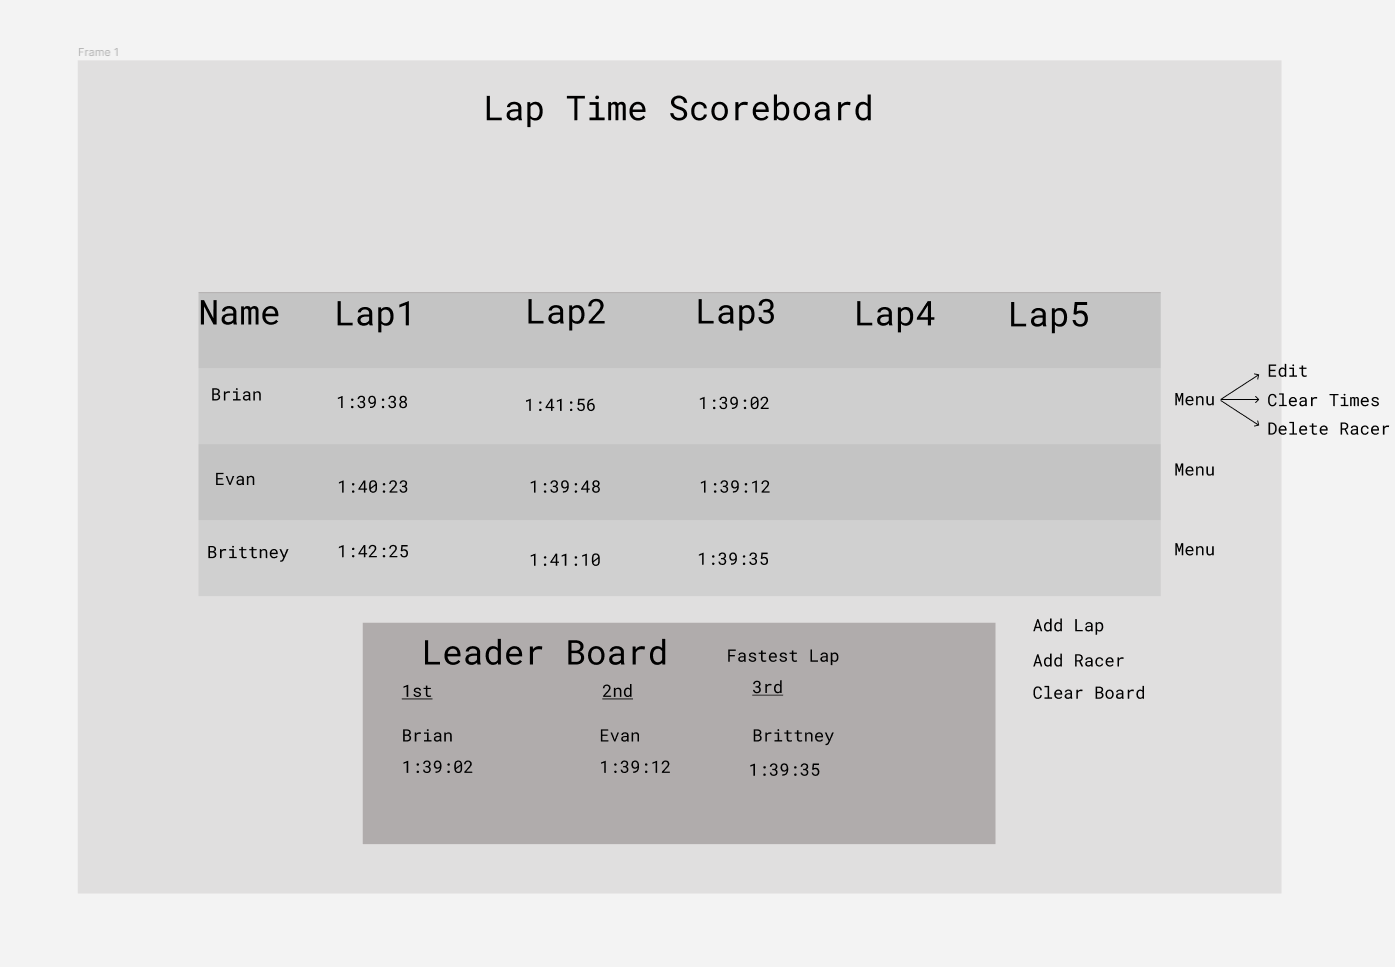 Frame 1
Lap Time Scoreboard
Name Lap1 Lap2 Lap3 Lap4 Lap5
Brian 1:39:38 1:41:56 1:39:02 Menu
Edit
Clear Times
Delete Racer
Evan 1:40:23 1:39:48 1:39:12 Menu
Brittney 1:42:25 1:41:10 1:39:35 Menu
Leader Board Fastest Lap
1st 2nd 3rd
Brian Evan Brittney
1:39:02 1:39:12 1:39:35
Add Lap
Add Racer
Clear Board